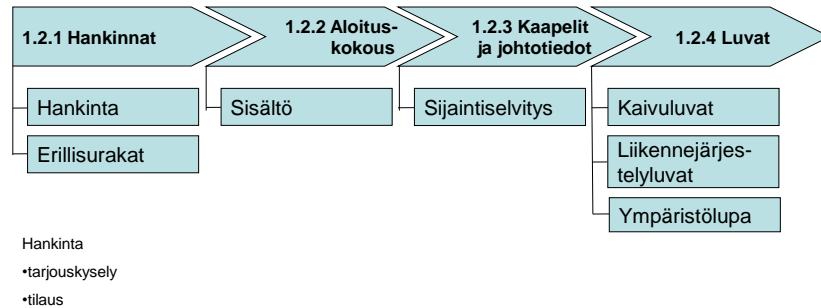 1.2.1 Hankinnat
1.2.2 Aloitus-
kokous
1.2.3 Kaapelit
ja johtotiedot
1.2.4 Luvat
Hankinta
Erillisurakat
Sisältö
Sijaintiselvitys
Kaivuluvat
Liikennejärjes-
telyluvat
Ympäristölupa
Hankinta
•tarjouskysely
•tilaus